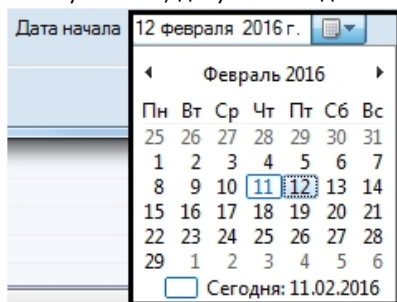 Дата начала 12 февраля 2016 г.
Февраль 2016
Пн Вт Ср Чт Пт Сб Вс
25 26 27 28 29 30 31
1 2 3 4 5 6 7
8 9 10 11 12 13 14
15 16 17 18 19 20 21
22 23 24 25 26 27 28
29 1 2 3 4 5 6
Сегодня: 11.02.2016